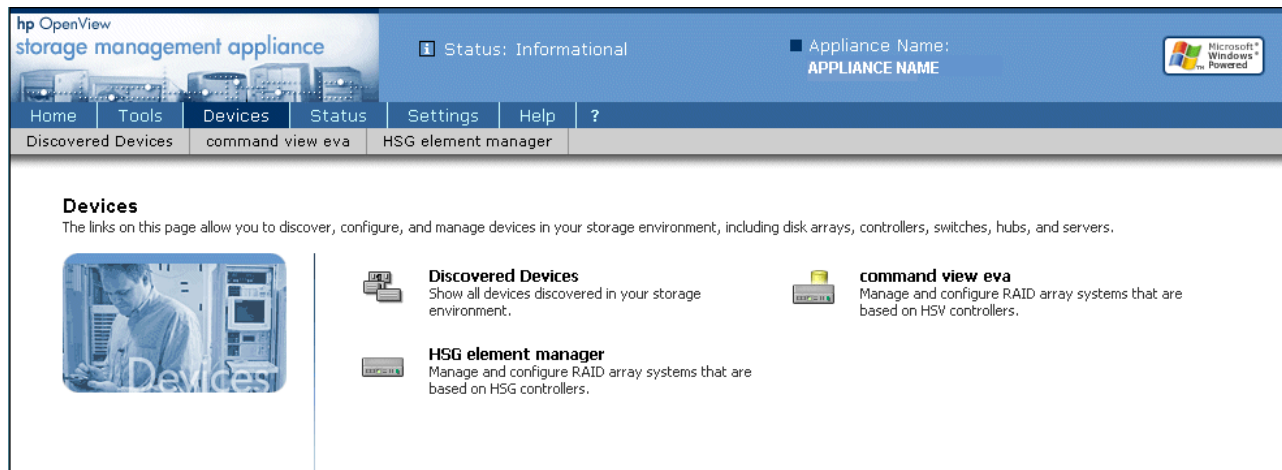 hp OpenView
storage management appliance
i Status: Informational
Appliance Name:
APPLIANCE NAME
Microsoft®
Windows®
Powered
TM
Home Tools Devices Status Settings Help ?
Discovered Devices command view eva HSG element manager
Devices
The links on this page allow you to discover, configure, and manage devices in your storage environment, including disk arrays, controllers, switches, hubs, and servers.
Devices
Discovered Devices
Show all devices discovered in your storage
environment.
command view eva
Manage and configure RAID array systems that are
based on HSV controllers.
HSG element manager
Manage and configure RAID array systems that are
based on HSG controllers.